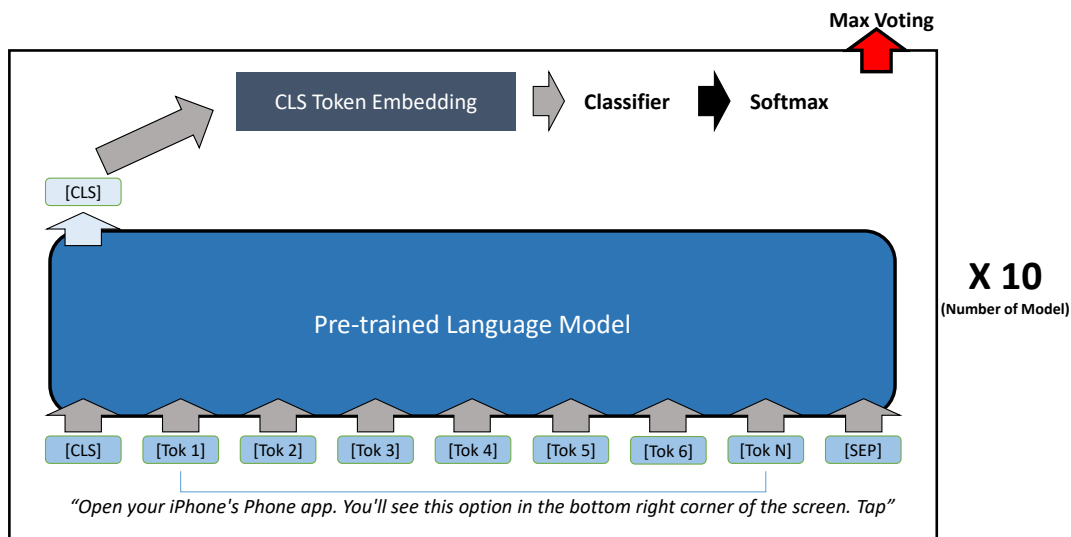 Max Voting
CLS Token Embedding
Classifier
Softmax
[CLS]
X 10
(Number of Model)
Pre-trained Language Model
[CLS] [Tok 1] [Tok 2] [Tok 3] [Tok 4] [Tok 5] [Tok 6] [Tok N] [SEP]
“Open your iPhone's Phone app. You'll see this option in the bottom right corner of the screen. Tap”